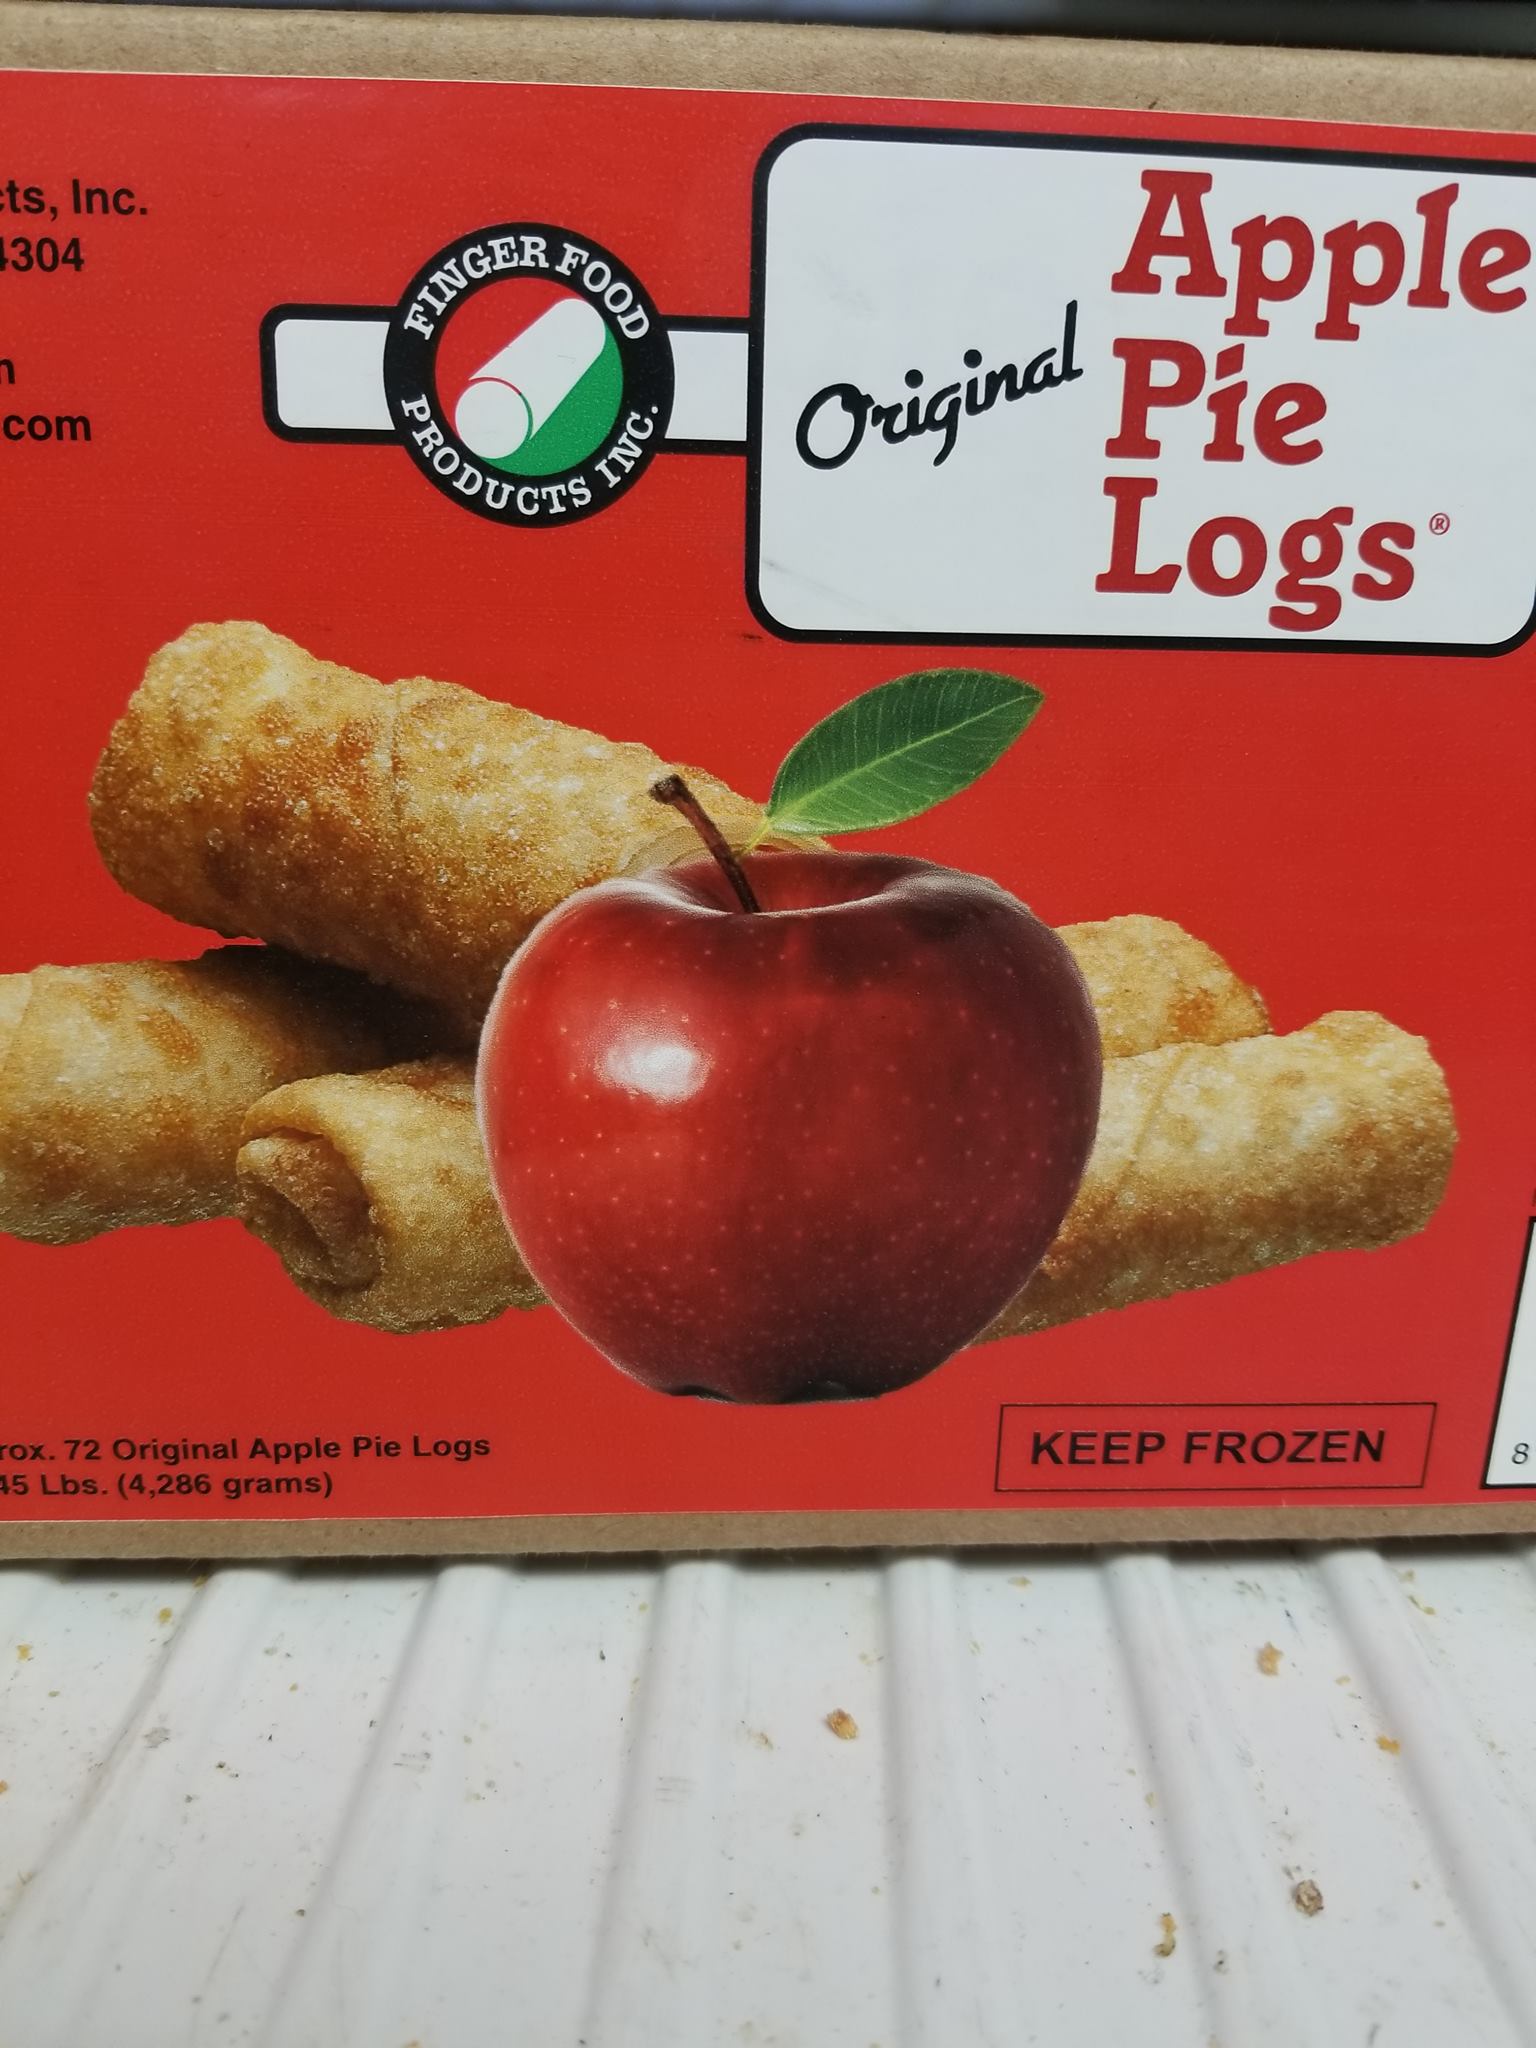 cts, Inc.
4304
com
FINGER FOOD
PRODUCTS INC.
Original
Apple
Pie
Logs®
rox. 72 Original Apple Pie Logs
45 Lbs. (4,286 grams)
KEEP FROZEN
8